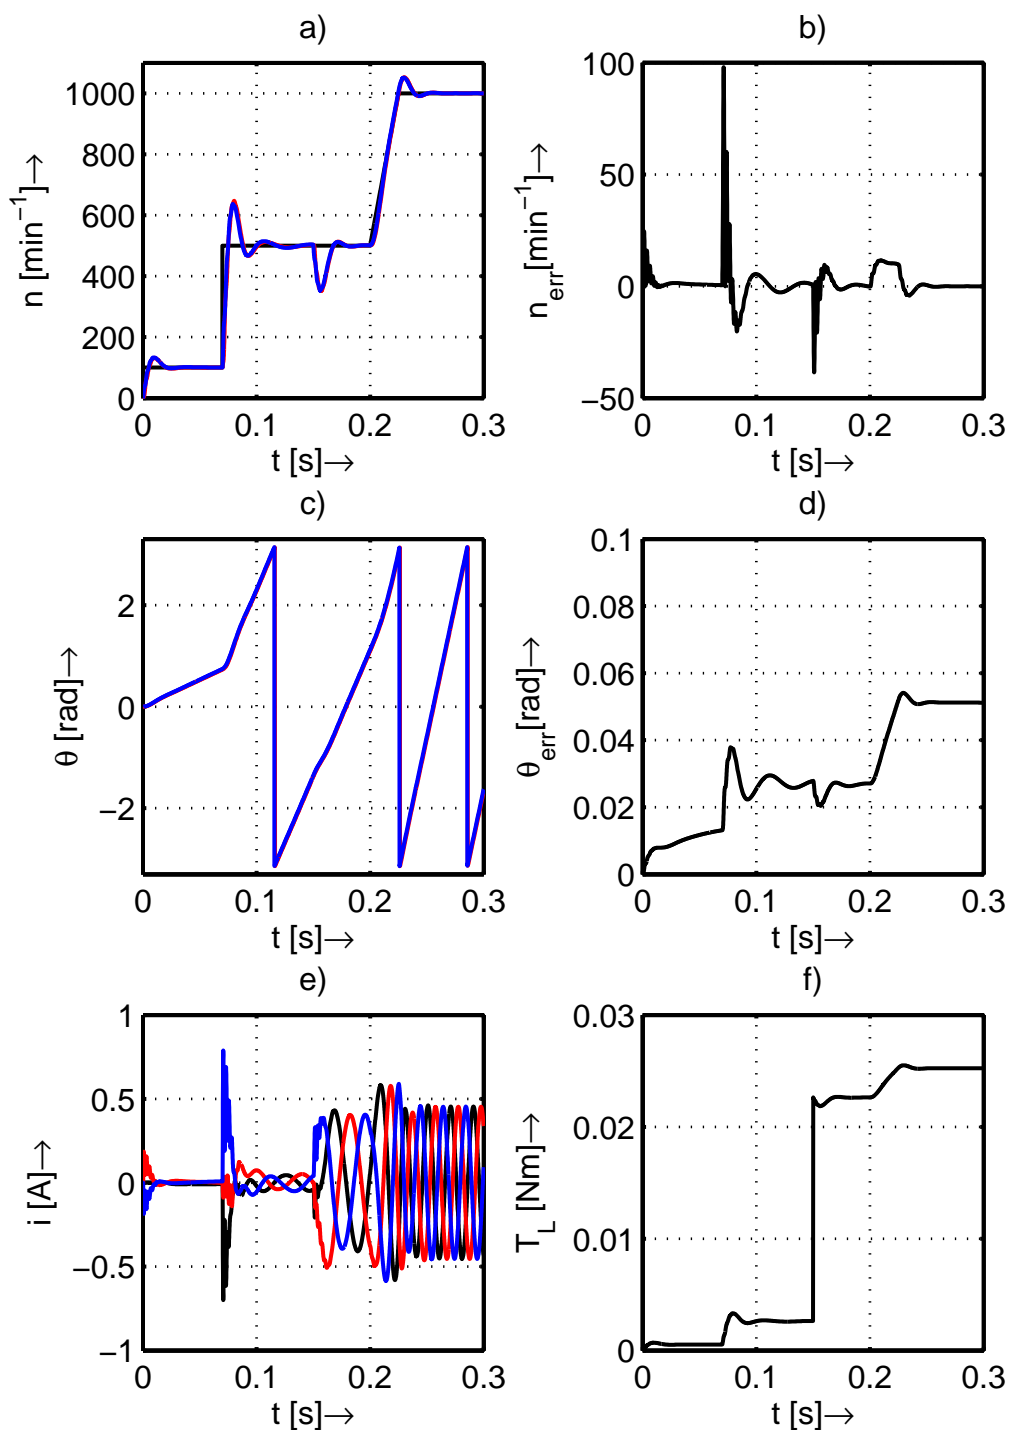 a)
n [min⁻¹]→
1000
800
600
400
200
0
0 0.1 0.2 0.3
t [s]→
b)
n_err[min⁻¹]→
100
50
0
−50
0 0.1 0.2 0.3
t [s]→
c)
θ [rad]→
2
0
−2
0 0.1 0.2 0.3
t [s]→
d)
θ_err[rad]→
0.1
0.08
0.06
0.04
0.02
0
0 0.1 0.2 0.3
t [s]→
e)
i [A]→
1
0.5
0
−0.5
−1
0 0.1 0.2 0.3
t [s]→
f)
T_L [Nm]→
0.03
0.02
0.01
0
0 0.1 0.2 0.3
t [s]→